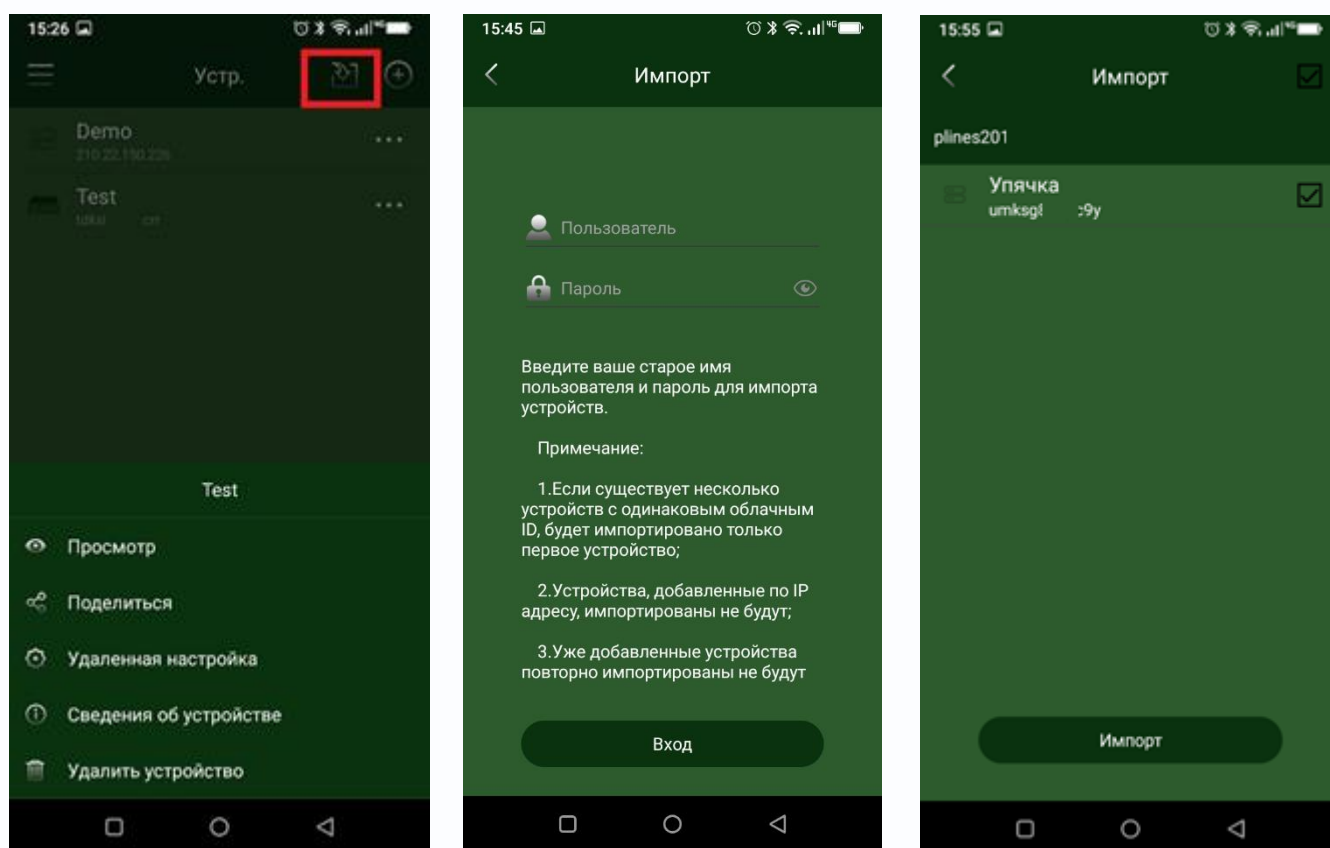 15:26
Устр.
Demo
210.22.150.226
Test
Test
Просмотр
Поделиться
Удаленная настройка
Сведения об устройстве
Удалить устройство
15:45
4G
Импорт
Пользователь
Пароль
Введите ваше старое имя
пользователя и пароль для импорта
устройств.
Примечание:
1.Если существует несколько
устройств с одинаковым облачным
ID, будет импортировано только
первое устройство;
2.Устройства, добавленные по IP
адресу, импортированы не будут;
3.Уже добавленные устройства
повторно импортированы не будут
Вход
15:55
Импорт
plines201
Упячка
Импорт